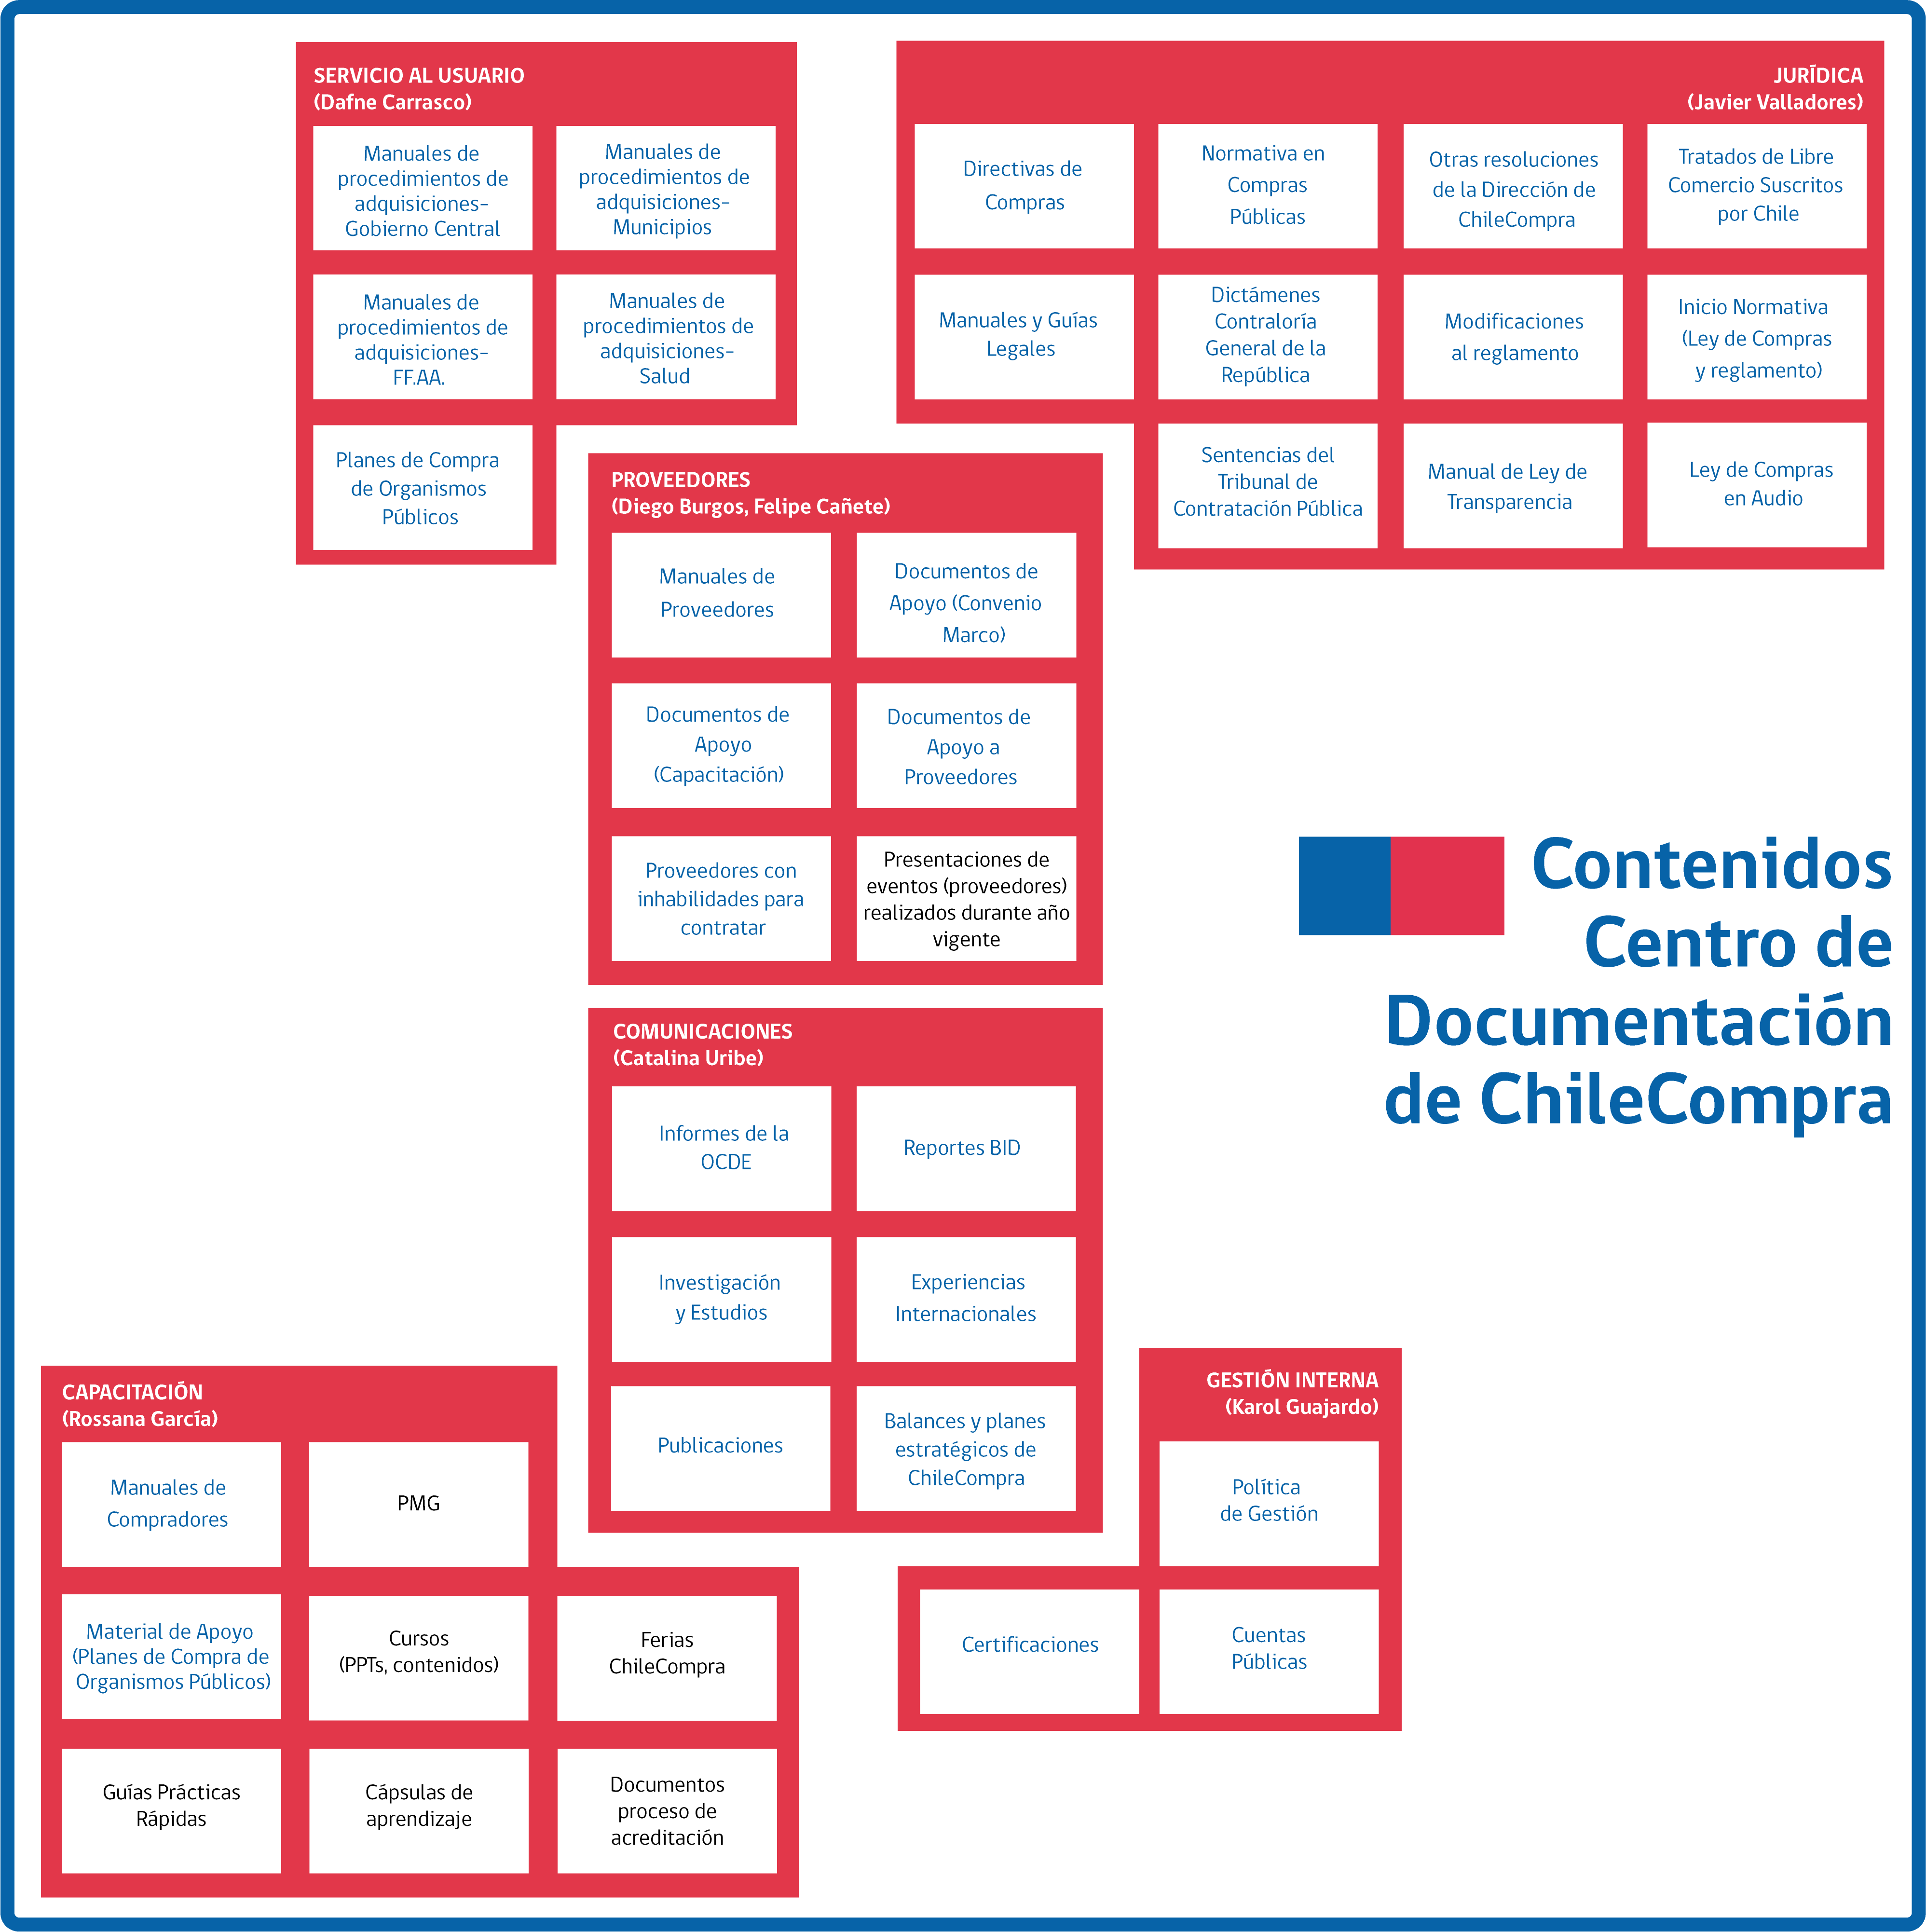 SERVICIO AL USUARIO
(Dafne Carrasco)
Manuales de
procedimientos de
adquisiciones-
Gobierno Central
Manuales de
procedimientos de
adquisiciones-
Municipios
Manuales de
procedimientos de
adquisiciones-
FF.AA.
Manuales de
procedimientos de
adquisiciones-
Salud
Planes de Compra
de Organismos
Públicos
JURÍDICA
(Javier Valladores)
Directivas de
Compras
Normativa en
Compras
Públicas
Otras resoluciones
de la Dirección de
ChileCompra
Tratados de Libre
Comercio Suscritos
por Chile
Manuales y Guías
Legales
Dictámenes
Contraloría
General de la
República
Modificaciones
al reglamento
Inicio Normativa
(Ley de Compras
y reglamento)
Sentencias del
Tribunal de
Contratación Pública
Manual de Ley de
Transparencia
Ley de Compras
en Audio
PROVEEDORES
(Diego Burgos, Felipe Cañete)
Manuales de
Proveedores
Documentos de
Apoyo (Convenio
Marco)
Documentos de
Apoyo
(Capacitación)
Documentos de
Apoyo a
Proveedores
Proveedores con
inhabilidades para
contratar
Presentaciones de
eventos (proveedores)
realizados durante año
vigente
Contenidos
Centro de
Documentación
de ChileCompra
COMUNICACIONES
(Catalina Uribe)
Informes de la
OCDE
Reportes BID
Investigación
y Estudios
Experiencias
Internacionales
Publicaciones
Balances y planes
estratégicos de
ChileCompra
CAPACITACIÓN
(Rossana García)
Manuales de
Compradores
PMG
Material de Apoyo
(Planes de Compra de
Organismos Públicos)
Cursos
(PPTs, contenidos)
Ferias
ChileCompra
Guías Prácticas
Rápidas
Cápsulas de
aprendizaje
Documentos
proceso de
acreditación
GESTIÓN INTERNA
(Karol Guajardo)
Política
de Gestión
Certificaciones
Cuentas
Públicas